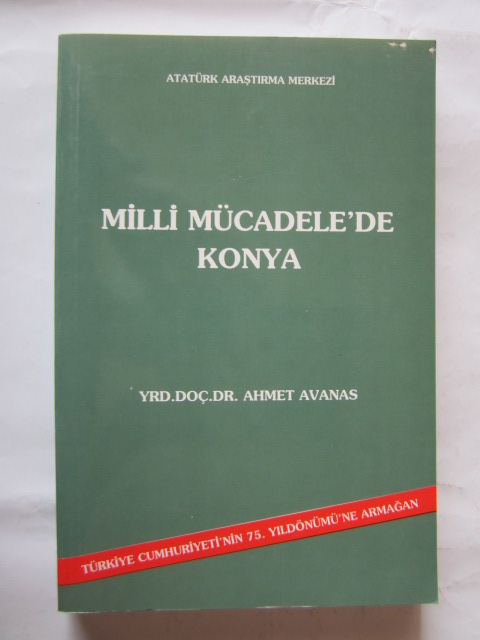 ATATÜRK ARAŞTIRMA MERKEZİ
MİLLİ MÜCADELE'DE
KONYA
YRD.DOÇ.DR. AHMET AVANAS
TÜRKİYE CUMHURİYETİ'NİN 75. YILDÖNÜMÜ'NE ARMAĞAN